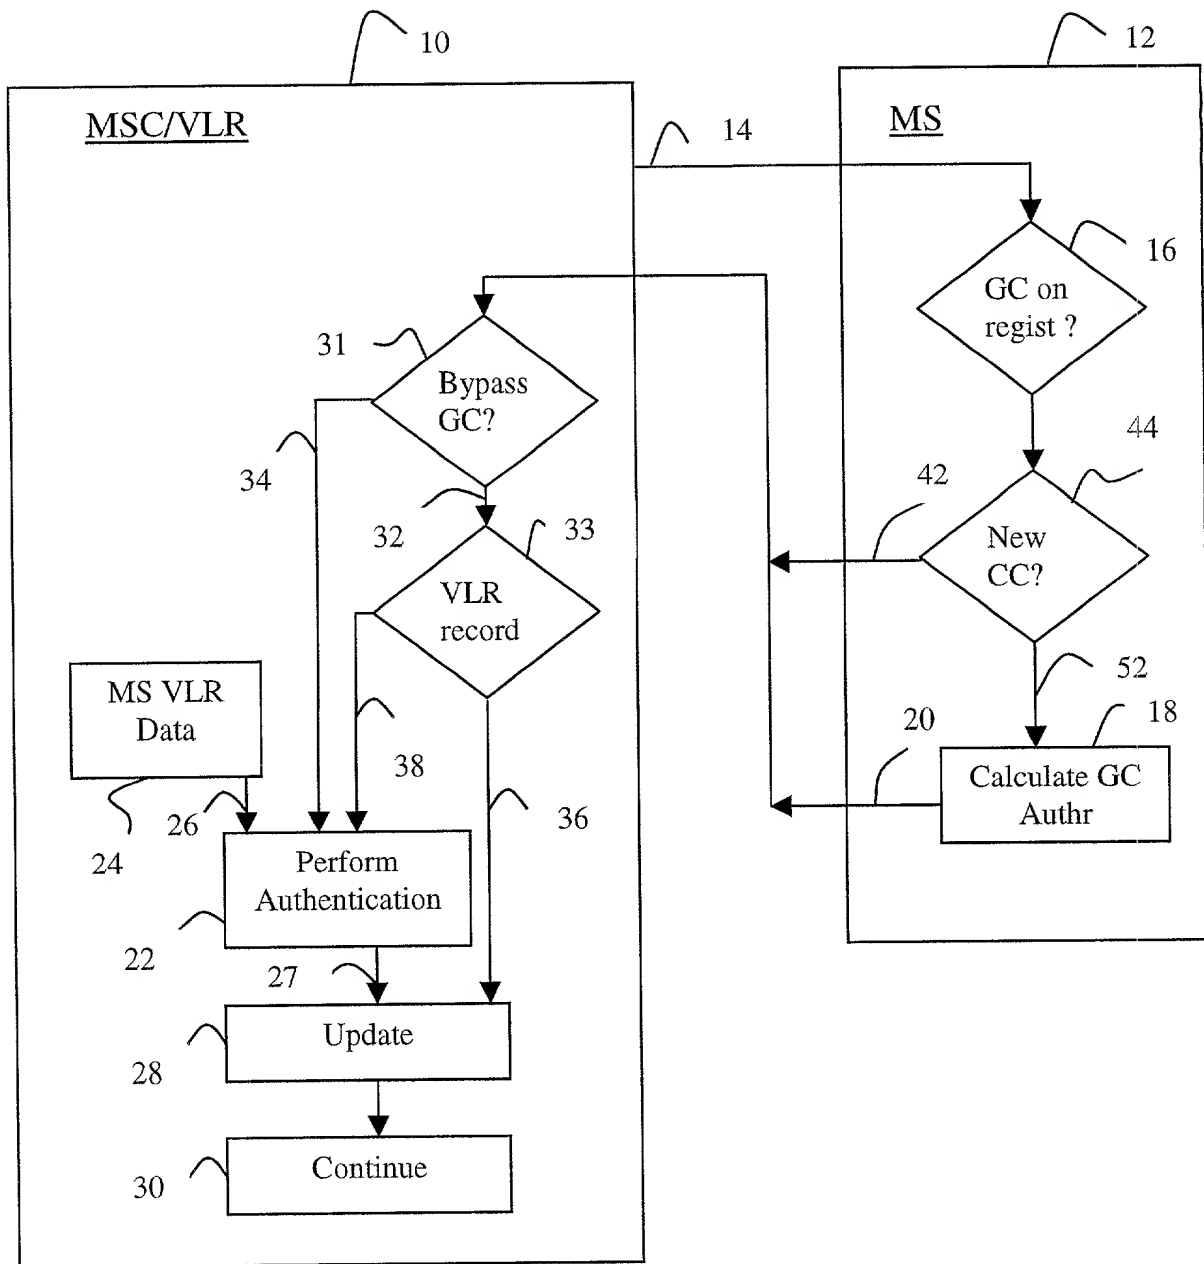 10
12
MSC/VLR
MS
14
16
GC on
regist ?
31
Bypass
GC?
44
34
42
32
33
New
CC?
VLR
record
52
MS VLR
Data
20
18
38
Calculate GC
Authr
26
36
24
Perform
Authentication
22
27
Update
28
Continue
30